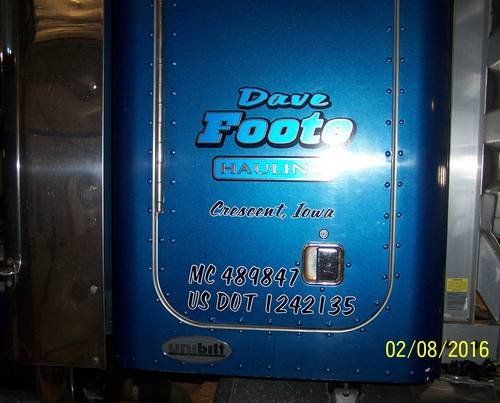 Dave
Foote
HAULING
Crescent, Iowa
MC 489847
US DOT 1242135
unibilt
02/08/2016